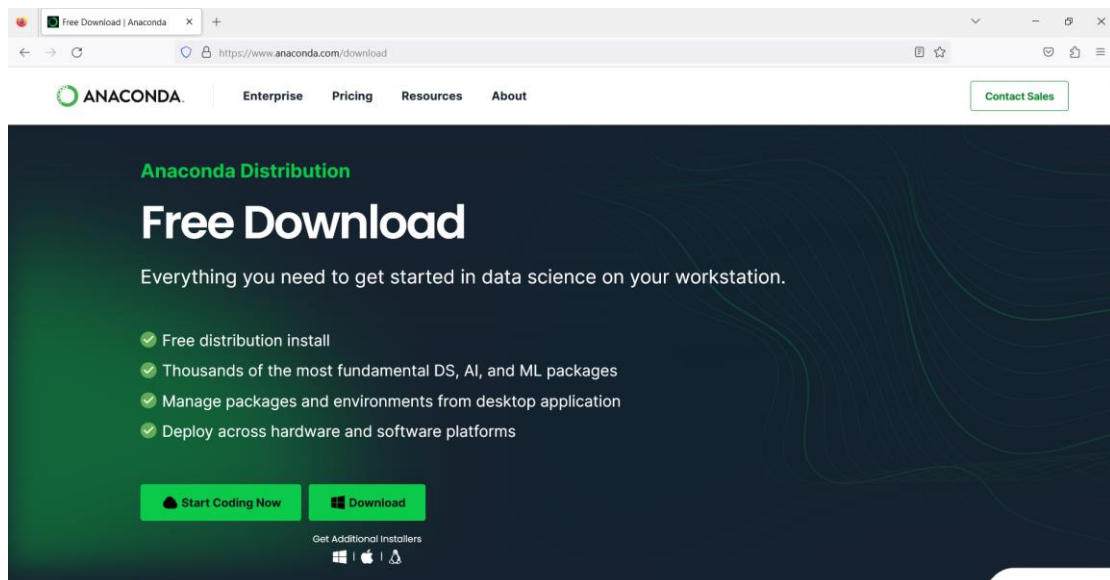 Free Download | Anaconda
https://www.anaconda.com/download
ANACONDA.
Enterprise Pricing Resources About
Contact Sales
Anaconda Distribution
Free Download
Everything you need to get started in data science on your workstation.
Free distribution install
Thousands of the most fundamental DS, AI, and ML packages
Manage packages and environments from desktop application
Deploy across hardware and software platforms
Start Coding Now Download
Get Additional Installers